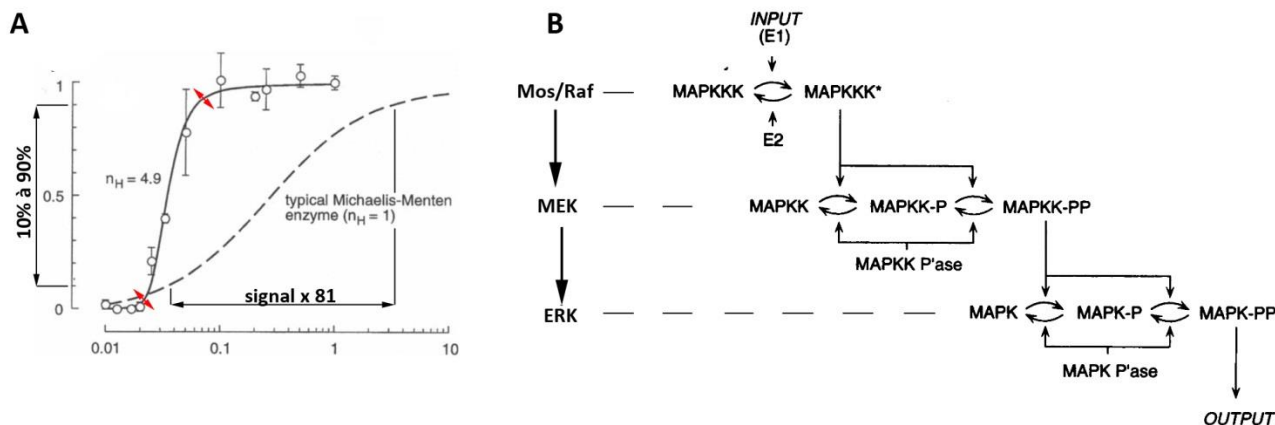 A
1
0.5
0
10% à 90%
n_H = 4.9
typical Michaelis-Menten
enzyme (n_H = 1)
signal x 81
0.01 0.1 1 10
B
INPUT
(E1)
Mos/Raf MAPKKK MAPKKK*
E2
MEK MAPKK MAPKK-P MAPKK-PP
MAPKK P'ase
ERK MAPK MAPK-P MAPK-PP
MAPK P'ase
OUTPUT